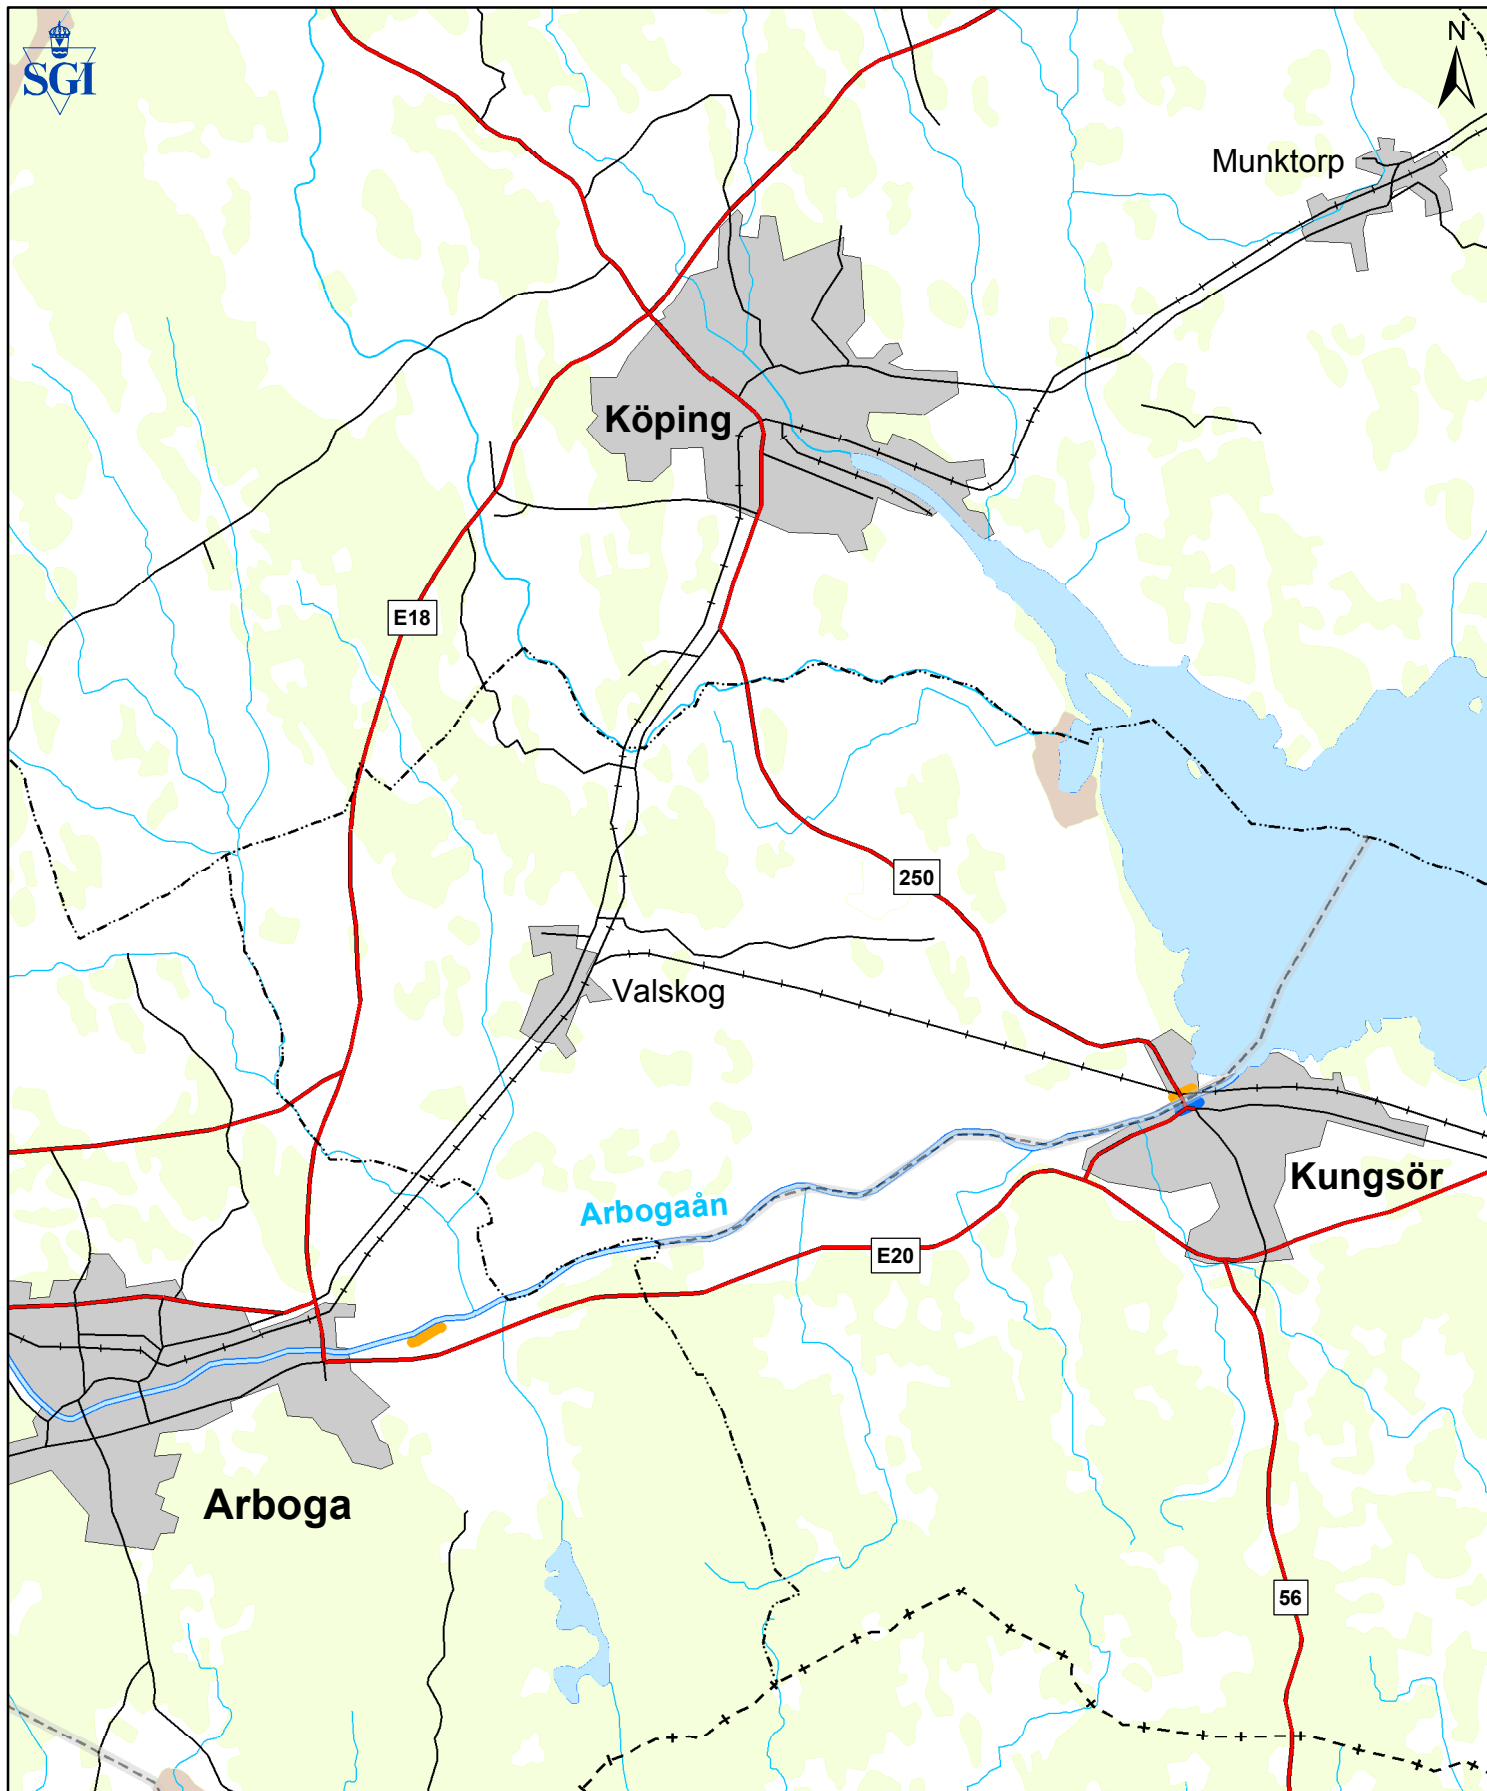 SGI
N
Munktorp
Köping
E18
250
Valskog
Kungsör
Arbogaån
E20
Arboga
56